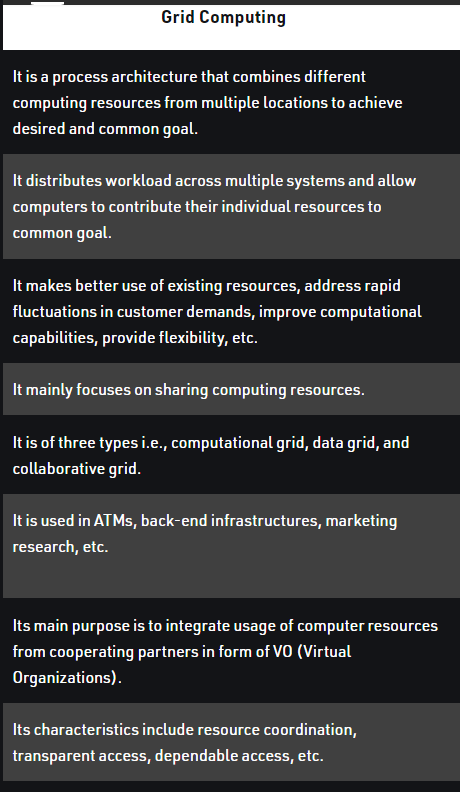 Grid Computing
It is a process architecture that combines different
computing resources from multiple locations to achieve
desired and common goal.
It distributes workload across multiple systems and allow
computers to contribute their individual resources to
common goal.
It makes better use of existing resources, address rapid
fluctuations in customer demands, improve computational
capabilities, provide flexibility, etc.
It mainly focuses on sharing computing resources.
It is of three types i.e., computational grid, data grid, and
collaborative grid.
It is used in ATMs, back-end infrastructures, marketing
research, etc.
Its main purpose is to integrate usage of computer resources
from cooperating partners in form of VO (Virtual
Organizations).
Its characteristics include resource coordination,
transparent access, dependable access, etc.